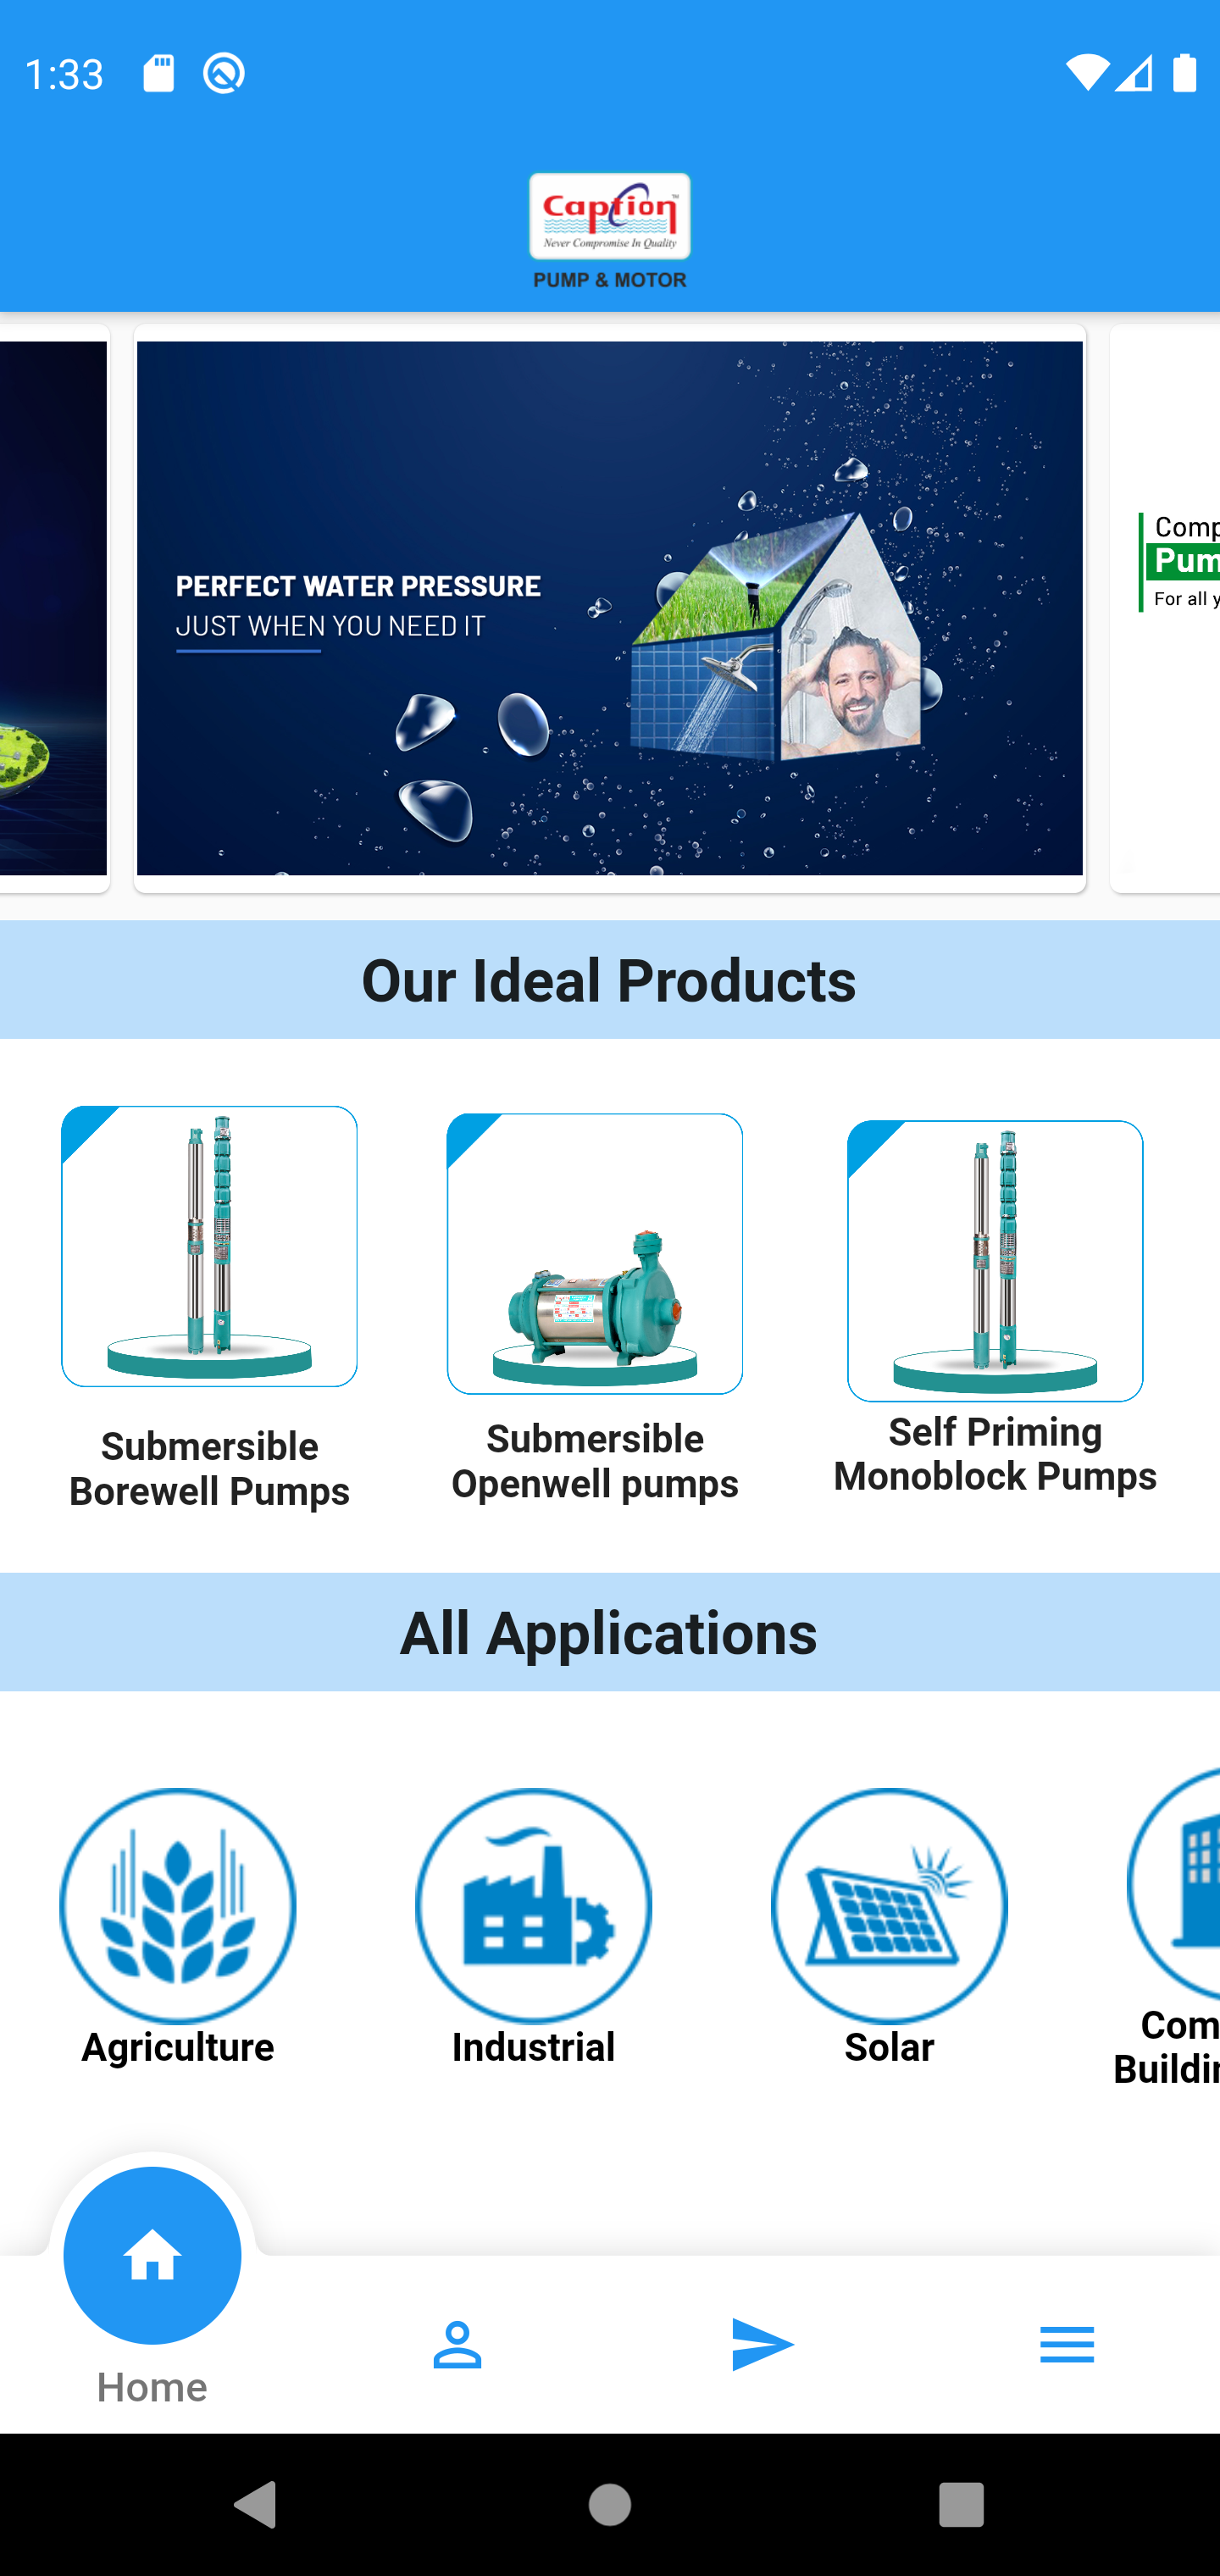 1:33
Caption
TM
Never Compromise In Quality
PUMP & MOTOR
PERFECT WATER PRESSURE
JUST WHEN YOU NEED IT
Comp
Pum
For all y
Our Ideal Products
Submersible
Borewell Pumps
Submersible
Openwell pumps
Self Priming
Monoblock Pumps
All Applications
Agriculture
Industrial
Solar
Com
Buildin
Home